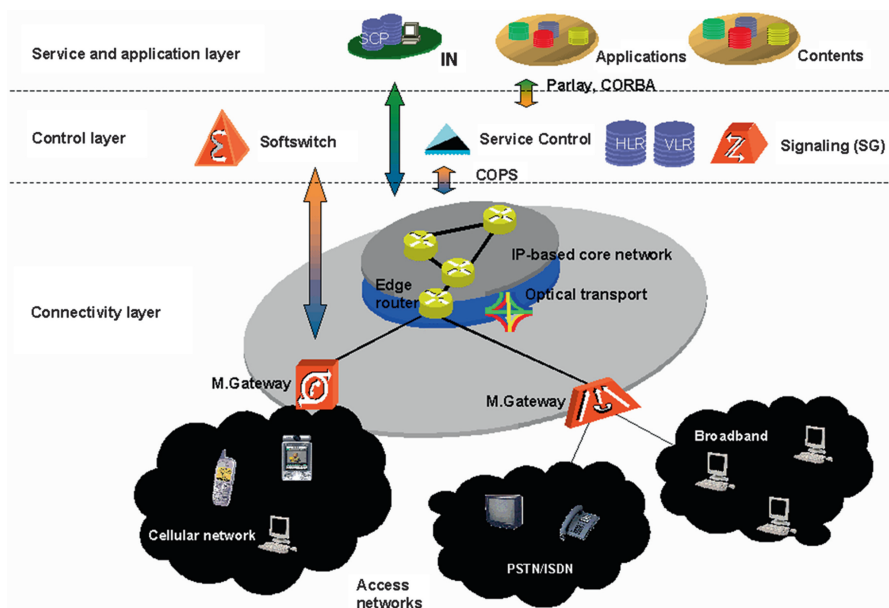 Service and application layer
SCP
IN
Applications
Contents
Parlay, CORBA
Control layer
Softswitch
Service Control
HLR
VLR
Signaling (SG)
COPS
IP-based core network
Edge
router
Optical transport
Connectivity layer
M.Gateway
M.Gateway
Broadband
Cellular network
PSTN/ISDN
Access
networks